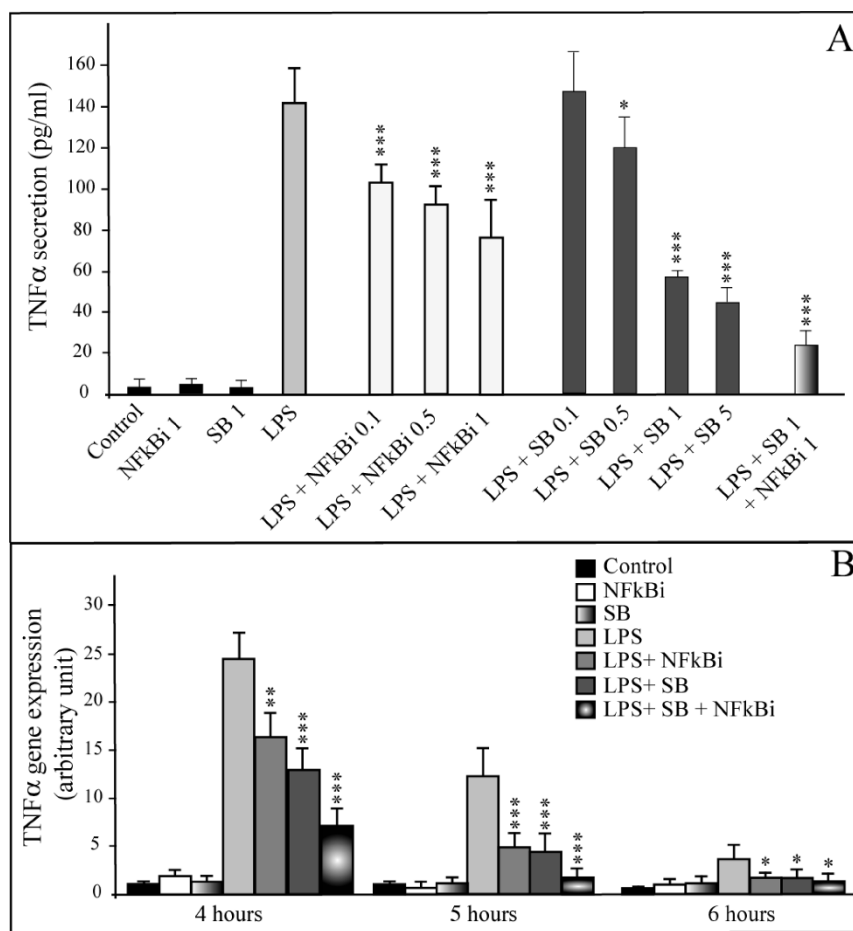 A
TNFα secretion (pg/ml)
160
140
120
100
80
60
40
20
0
***
***
***
*
***
***
***
Control
NFkBi 1
SB 1
LPS
LPS + NFkBi 0.1
LPS + NFkBi 0.5
LPS + NFkBi 1
LPS + SB 0.1
LPS + SB 0.5
LPS + SB 1
LPS + SB 5
LPS + SB 1
+ NFkBi 1
B
TNFα gene expression
(arbitrary unit)
30
25
20
15
10
5
0
Control
NFkBi
SB
LPS
LPS+ NFkBi
LPS+ SB
LPS+ SB + NFkBi
**
***
***
***
***
***
*
*
*
4 hours
5 hours
6 hours